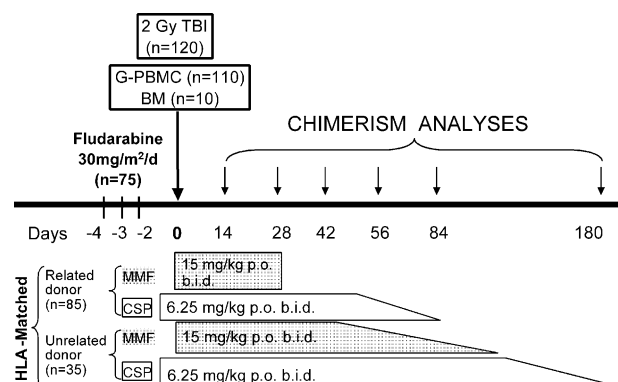 2 Gy TBI
(n=120)
G-PBMC (n=110)
BM (n=10)
CHIMERISM ANALYSES
Fludarabine
30mg/m²/d
(n=75)
Days -4 -3 -2 0 14 28 42 56 84 180
HLA-Matched
Related
donor
(n=85)
MMF
15 mg/kg p.o.
b.i.d.
CSP
6.25 mg/kg p.o. b.i.d.
Unrelated
donor
(n=35)
MMF
15 mg/kg p.o. b.i.d.
CSP
6.25 mg/kg p.o. b.i.d.